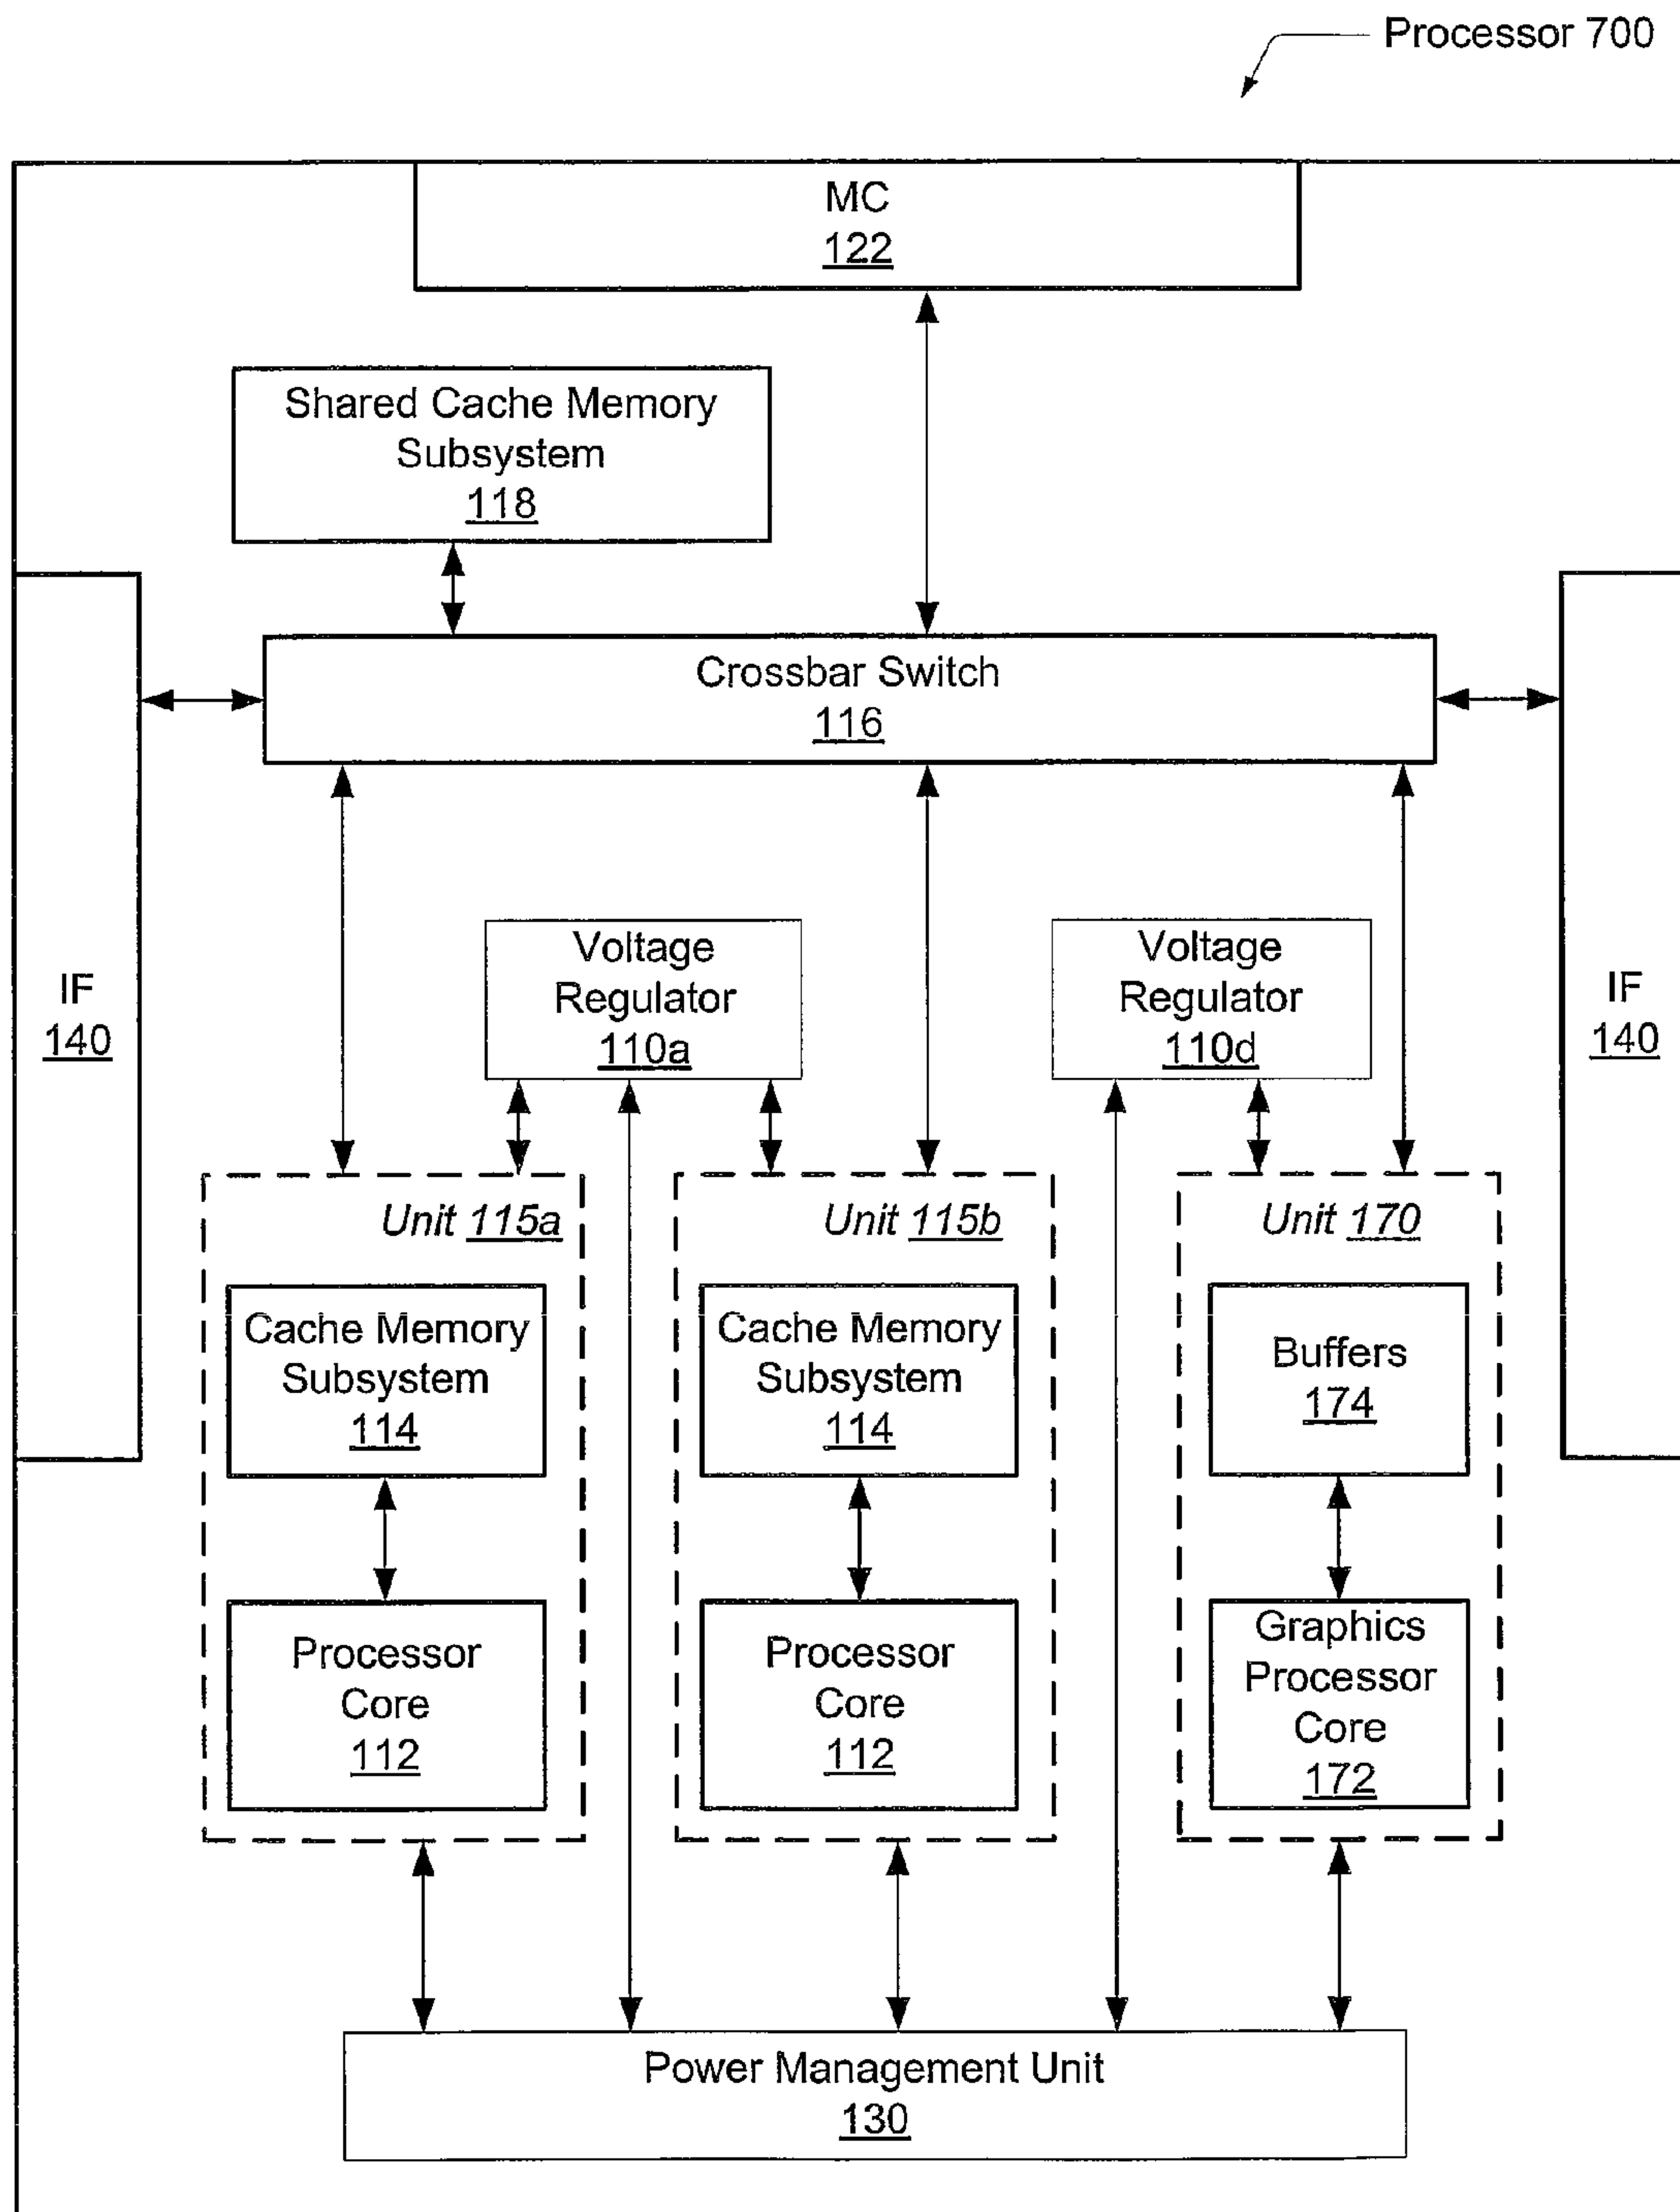 Processor 700
MC
122
Shared Cache Memory
Subsystem
118
Crossbar Switch
116
IF
140
Voltage
Regulator
110a
Voltage
Regulator
110d
IF
140
Unit 115a
Cache Memory
Subsystem
114
Processor
Core
112
Unit 115b
Cache Memory
Subsystem
114
Processor
Core
112
Unit 170
Buffers
174
Graphics
Processor
Core
172
Power Management Unit
130